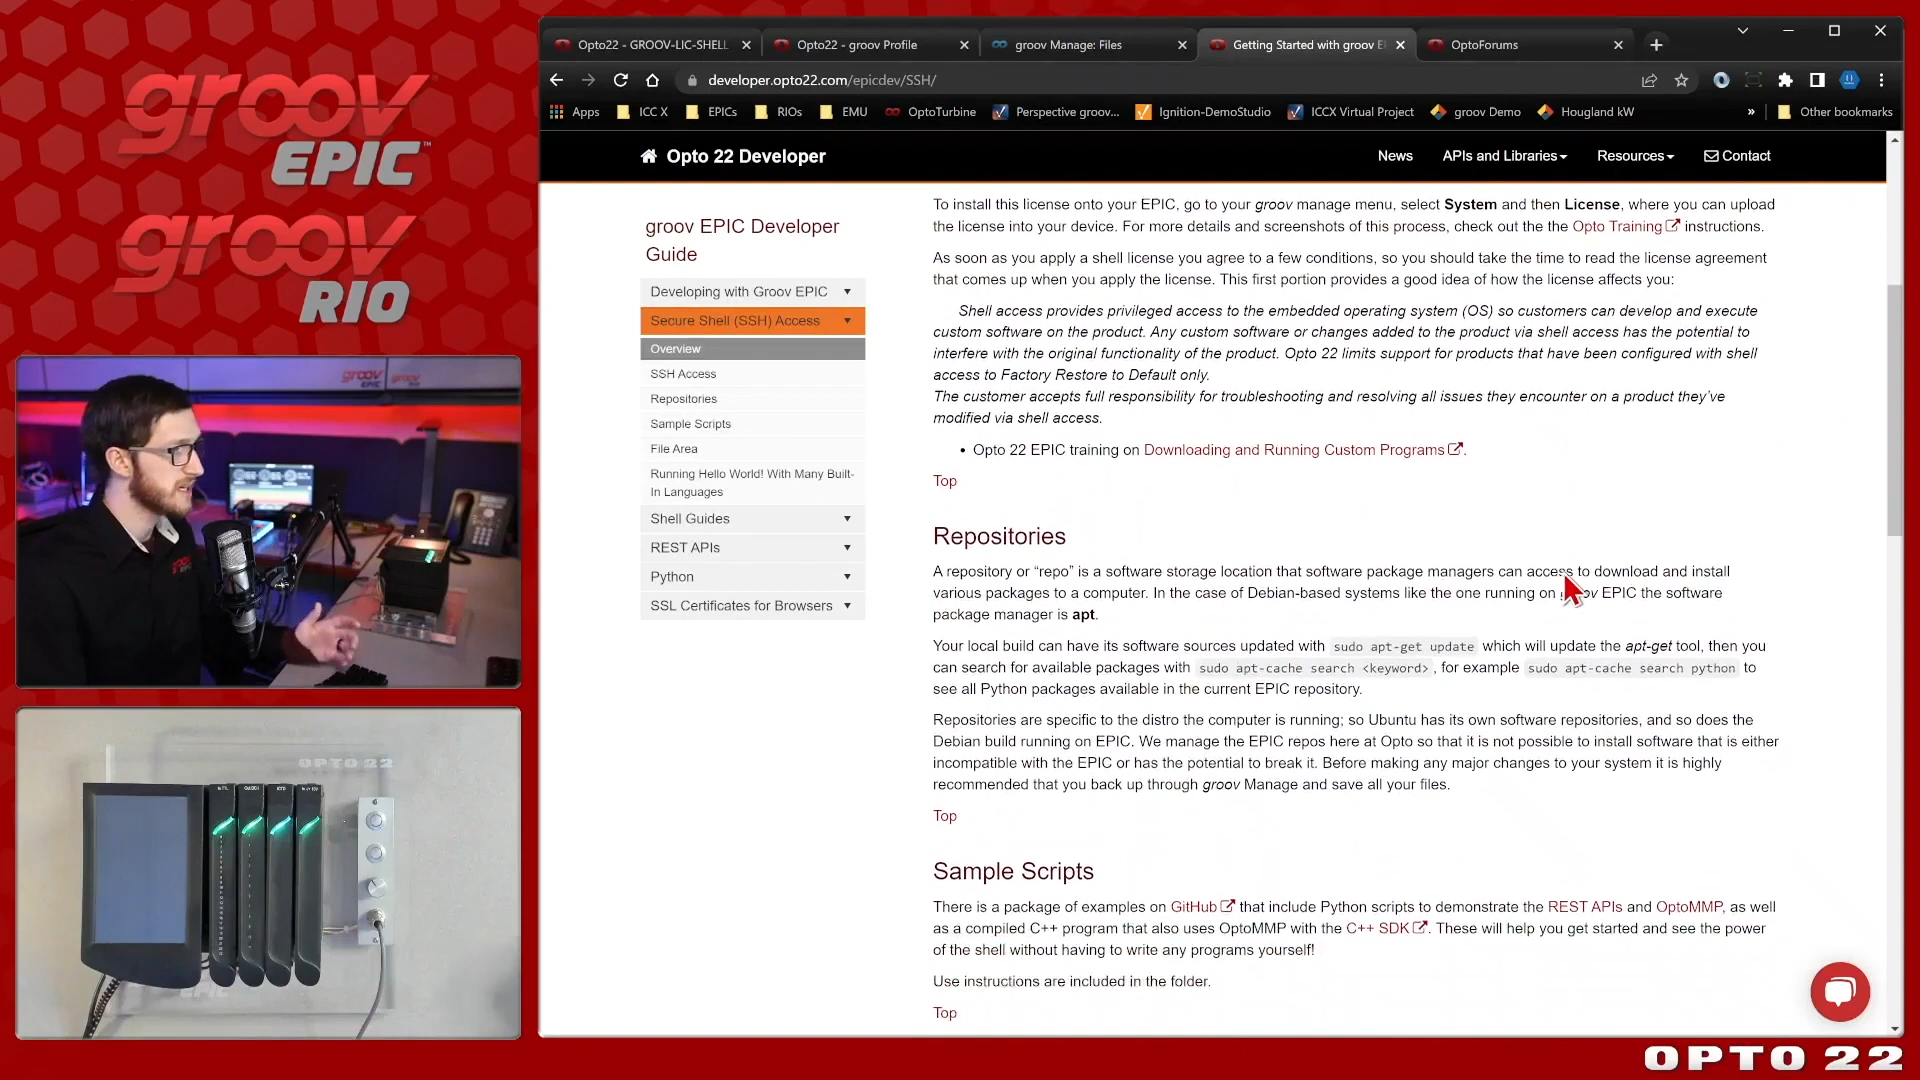 groov
EPIC™
groov
RIO
Opto22 - GROOV-LIC-SHELL
Opto22 - groov Profile
groov Manage: Files
Getting Started with groov E
OptoForums
developer.opto22.com/epicdev/SSH/
Apps
ICC X
EPICs
RIOs
EMU
OptoTurbine
Perspective groov...
Ignition-DemoStudio
ICCX Virtual Project
groov Demo
Hougland kW
»
Other bookmarks
Opto 22 Developer
News
APIs and Libraries
Resources
Contact
groov EPIC Developer
Guide
Developing with Groov EPIC
Secure Shell (SSH) Access
Overview
SSH Access
Repositories
Sample Scripts
File Area
Running Hello World! With Many Built-
In Languages
Shell Guides
REST APIs
Python
SSL Certificates for Browsers
To install this license onto your EPIC, go to your groov manage menu, select System and then License, where you can upload
the license into your device. For more details and screenshots of this process, check out the the Opto Training instructions.
As soon as you apply a shell license you agree to a few conditions, so you should take the time to read the license agreement
that comes up when you apply the license. This first portion provides a good idea of how the license affects you:
Shell access provides privileged access to the embedded operating system (OS) so customers can develop and execute
custom software on the product. Any custom software or changes added to the product via shell access has the potential to
interfere with the original functionality of the product. Opto 22 limits support for products that have been configured with shell
access to Factory Restore to Default only.
The customer accepts full responsibility for troubleshooting and resolving all issues they encounter on a product they've
modified via shell access.
• Opto 22 EPIC training on Downloading and Running Custom Programs.
Top
Repositories
A repository or “repo” is a software storage location that software package managers can access to download and install
various packages to a computer. In the case of Debian-based systems like the one running on groov EPIC the software
package manager is apt.
Your local build can have its software sources updated with sudo apt-get update which will update the apt-get tool, then you
can search for available packages with sudo apt-cache search <keyword>, for example sudo apt-cache search python to
see all Python packages available in the current EPIC repository.
Repositories are specific to the distro the computer is running; so Ubuntu has its own software repositories, and so does the
Debian build running on EPIC. We manage the EPIC repos here at Opto so that it is not possible to install software that is either
incompatible with the EPIC or has the potential to break it. Before making any major changes to your system it is highly
recommended that you back up through groov Manage and save all your files.
Top
Sample Scripts
There is a package of examples on GitHub that include Python scripts to demonstrate the REST APIs and OptoMMP, as well
as a compiled C++ program that also uses OptoMMP with the C++ SDK. These will help you get started and see the power
of the shell without having to write any programs yourself!
Use instructions are included in the folder.
Top
OPTO 22
EPIC
OPTO 22